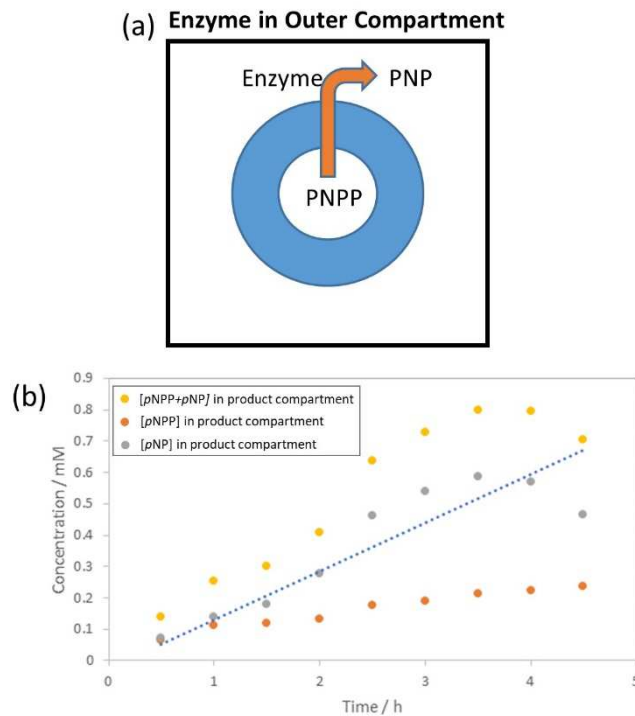 (a) Enzyme in Outer Compartment
Enzyme PNP
PNPP
(b)
0.9
0.8
0.7
0.6
0.5
0.4
0.3
0.2
0.1
0
Concentration / mM
[pNPP+pNP] in product compartment
[pNPP] in product compartment
[pNP] in product compartment
0 1 2 3 4 5
Time / h